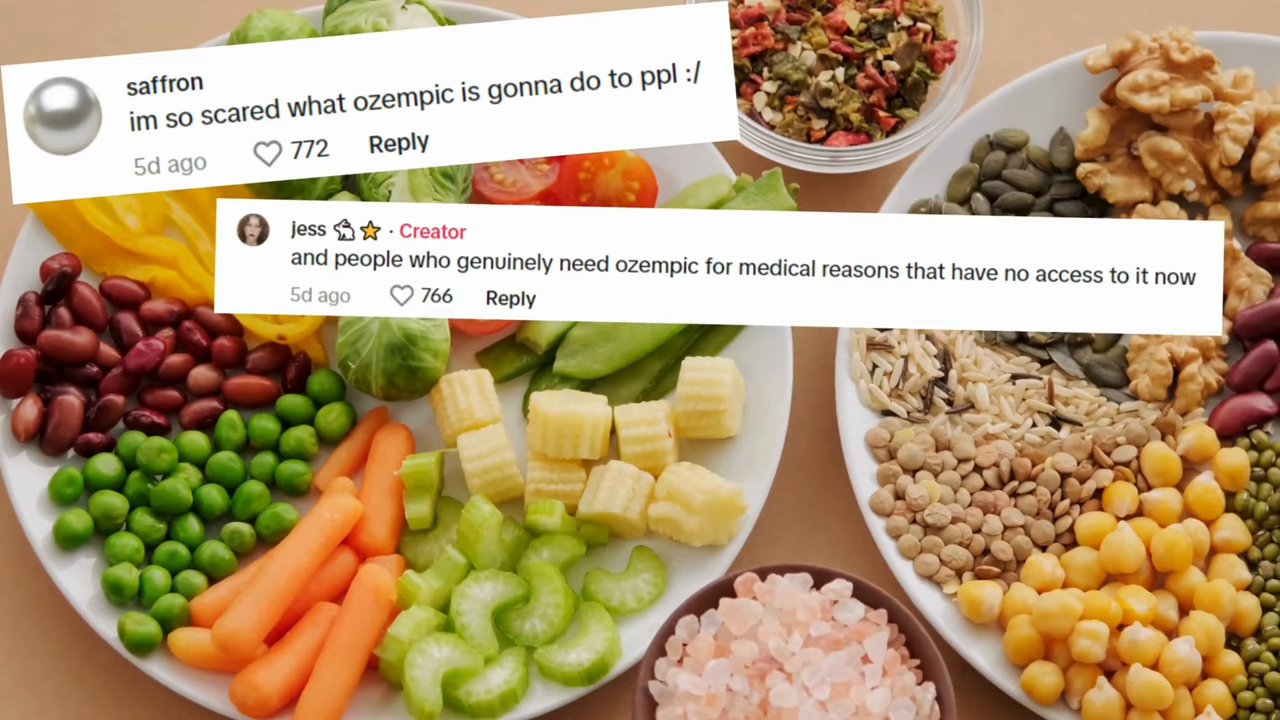 saffron
im so scared what ozempic is gonna do to ppl :/
5d ago 772 Reply
jess 🐇⭐ · Creator
and people who genuinely need ozempic for medical reasons that have no access to it now
5d ago 766 Reply